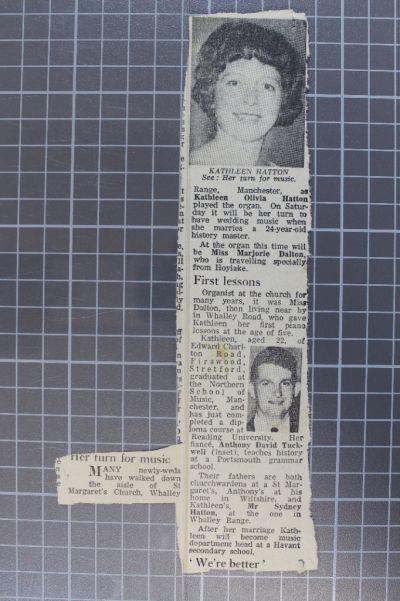 KATHLEEN HATTON
See: Her turn for music.
Her turn for music
MANY newly-weds
have walked down
the aisle of St
Margaret's Church, Whalley
Range, Manchester, as
Kathleen Olivia Hatton
played the organ. On Satur-
day it will be her turn to
have wedding music when
she marries a 24-year-old
history master.
At the organ this time will
be Miss Marjorie Dalton,
who is travelling specially
from Hoylake.
First lessons
Organist at the church for
many years, it was Miss
Dalton, then living near by
in Whalley Road, who gave
Kathleen her first piano
lessons at the age of five.
Kathleen, aged 22, of
Edward Charl-
ton Road,
Firswood,
Stretford,
graduated at
the Northern
School of
Music, Man-
chester, and
has just com-
pleted a dip-
loma course at
Reading University. Her
fiancé, Anthony David Tuck-
well (inset), teaches history
at a Portsmouth grammar
school.
Their fathers are both
churchwardens at a St Mar-
garet's, Anthony's at his
home in Wiltshire, and
Kathleen's, Mr Sydney
Hatton, at the one in
Whalley Range.
After her marriage Kath-
leen will become music
department head at a Havant
secondary school.
'We're better'